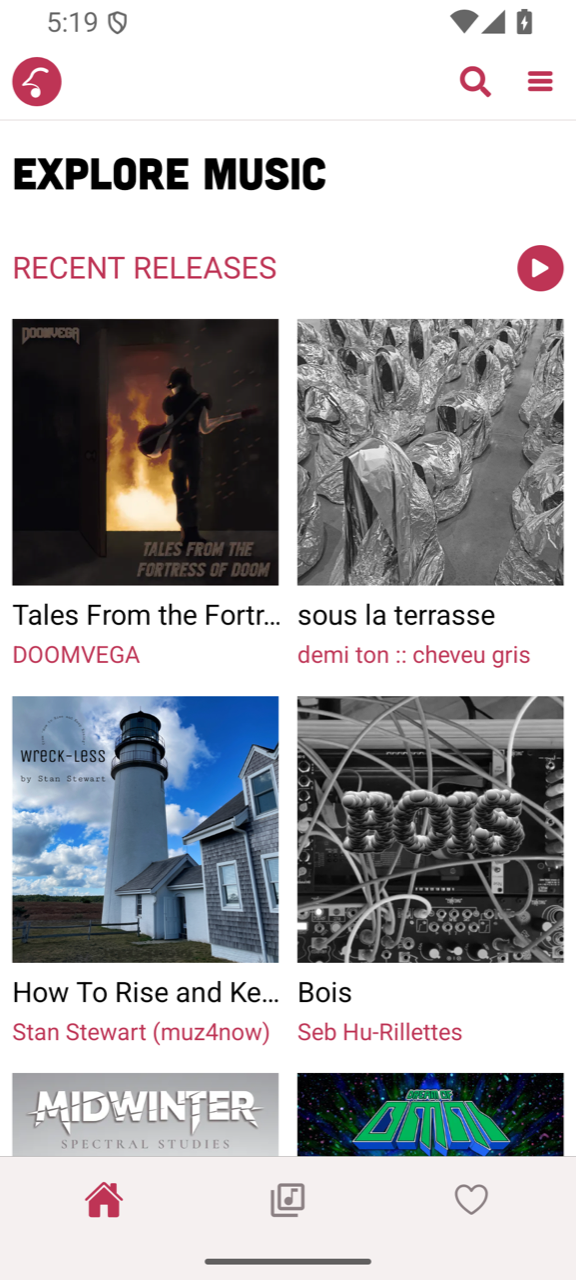 5:19
EXPLORE MUSIC
RECENT RELEASES
DOOMVEGA
TALES FROM THE
FORTRESS OF DOOM
Tales From the Fortr...
DOOMVEGA
sous la terrasse
demi ton :: cheveu gris
wreck-less
by Stan Stewart
BOIS
How To Rise and Ke...
Stan Stewart (muz4now)
Bois
Seb Hu-Rillettes
MIDWINTER
SPECTRAL STUDIES
OMNI